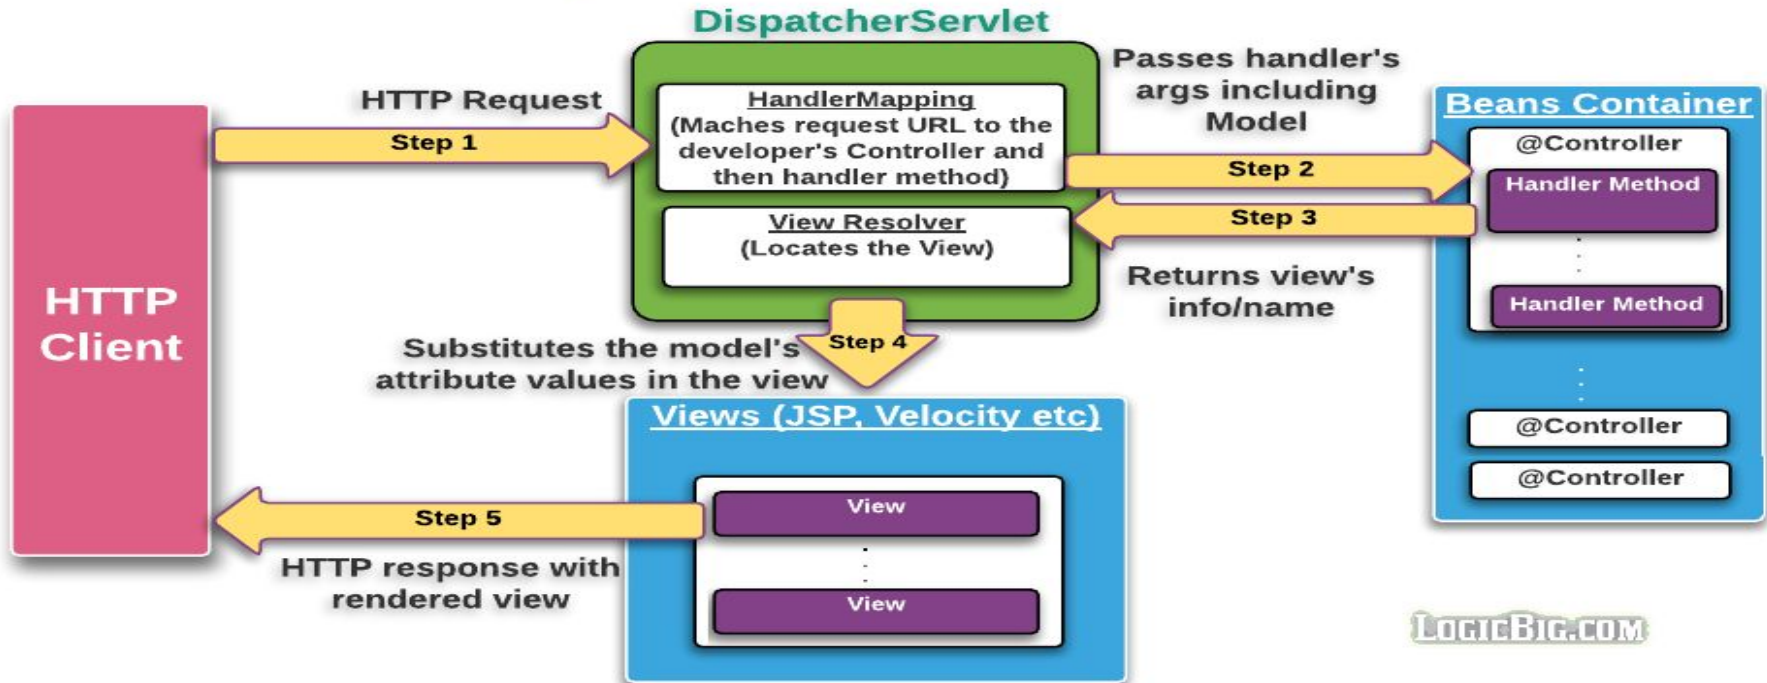 DispatcherServlet
HTTP Request
Step 1
HTTP
Client
HandlerMapping
(Maches request URL to the
developer's Controller and
then handler method)
View Resolver
(Locates the View)
Passes handler's
args including
Model
Step 2
Step 3
Returns view's
info/name
Beans Container
@Controller
Handler Method
Handler Method
@Controller
@Controller
Step 4
Substitutes the model's
attribute values in the view
Views (JSP, Velocity etc)
View
View
Step 5
HTTP response with
rendered view
LogicBig.com